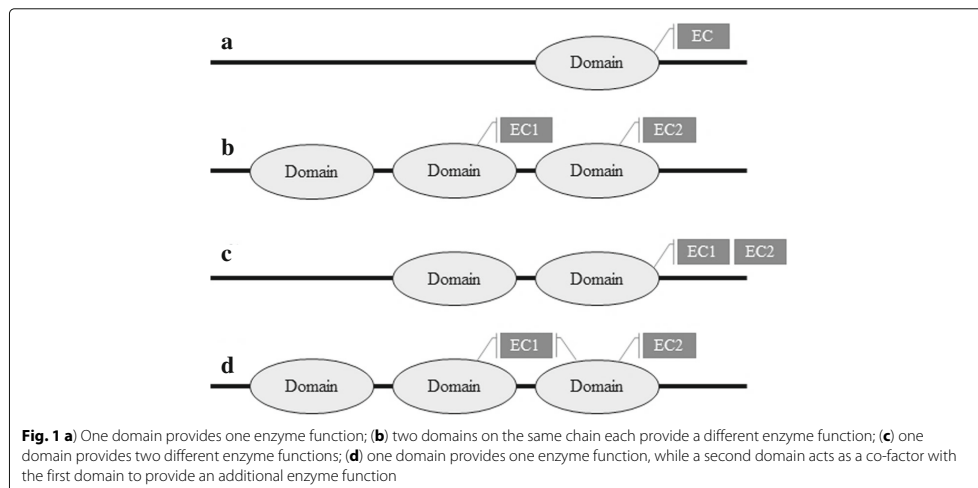 a
EC
Domain
EC1
EC2
b
Domain
Domain
Domain
c
EC1
EC2
Domain
Domain
EC1
EC2
d
Domain
Domain
Domain
Fig. 1 a) One domain provides one enzyme function; (b) two domains on the same chain each provide a different enzyme function; (c) one
domain provides two different enzyme functions; (d) one domain provides one enzyme function, while a second domain acts as a co-factor with
the first domain to provide an additional enzyme function